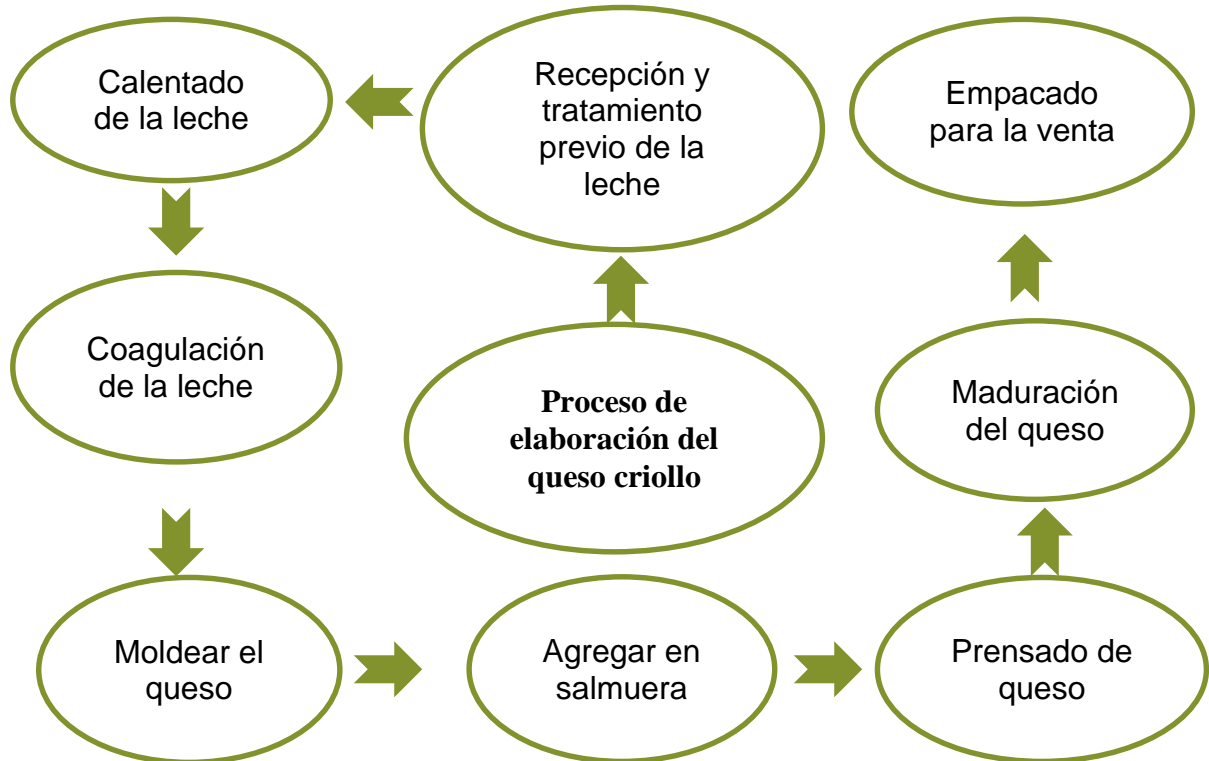 Proceso de
elaboración del
queso criollo
Recepción y
tratamiento
previo de la
leche
Calentado
de la leche
Coagulación
de la leche
Moldear el
queso
Agregar en
salmuera
Prensado de
queso
Maduración
del queso
Empacado
para la venta